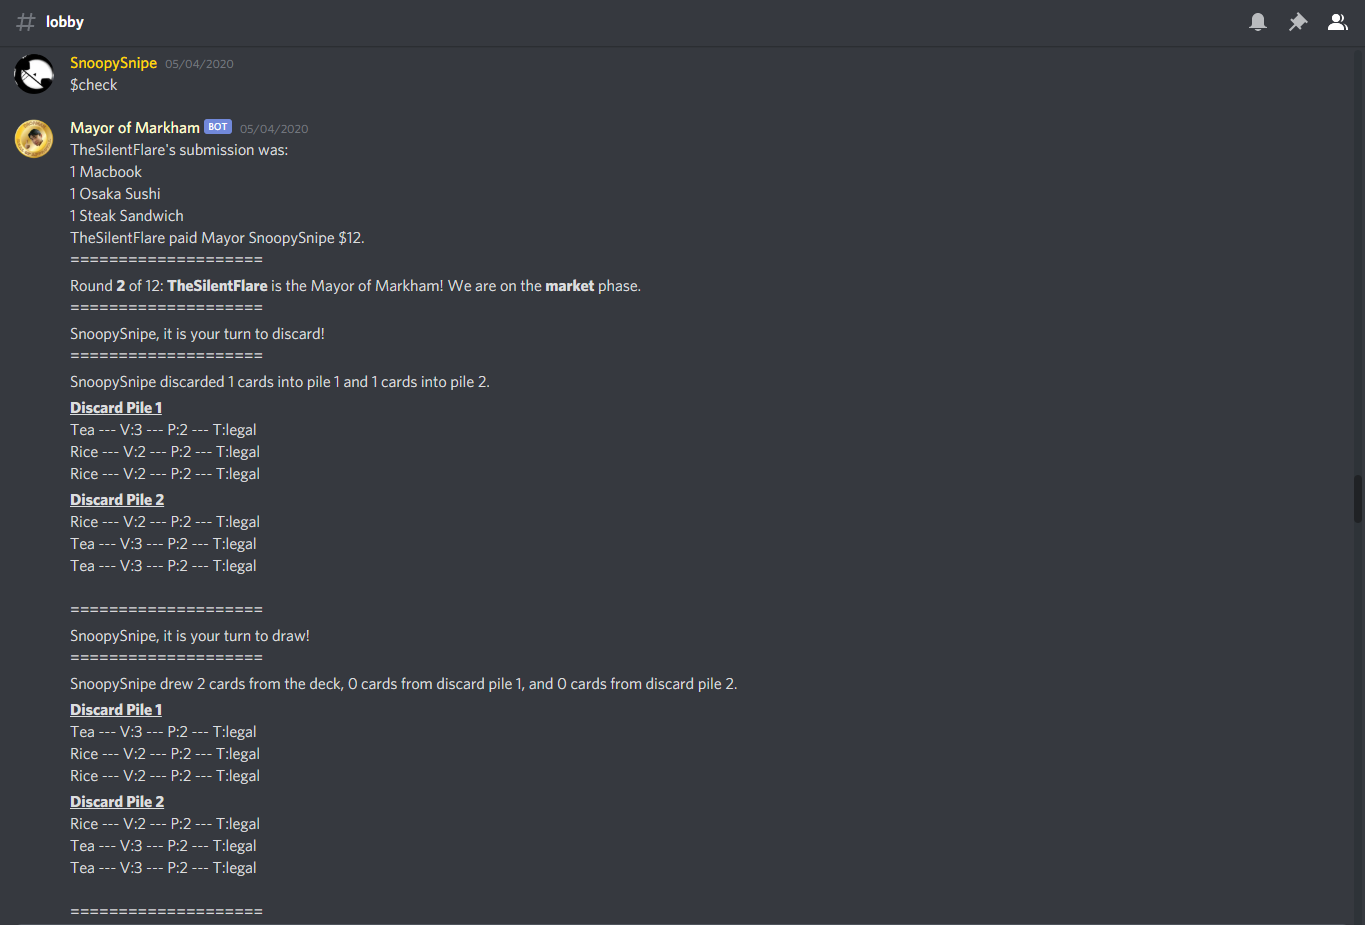 lobby
SnoopySnipe 05/04/2020
$check
Mayor of Markham BOT 05/04/2020
TheSilentFlare's submission was:
1 Macbook
1 Osaka Sushi
1 Steak Sandwich
TheSilentFlare paid Mayor SnoopySnipe $12.
====================
Round 2 of 12: TheSilentFlare is the Mayor of Markham! We are on the market phase.
====================
SnoopySnipe, it is your turn to discard!
====================
SnoopySnipe discarded 1 cards into pile 1 and 1 cards into pile 2.
Discard Pile 1
Tea --- V:3 --- P:2 --- T:legal
Rice --- V:2 --- P:2 --- T:legal
Rice --- V:2 --- P:2 --- T:legal
Discard Pile 2
Rice --- V:2 --- P:2 --- T:legal
Tea --- V:3 --- P:2 --- T:legal
Tea --- V:3 --- P:2 --- T:legal
====================
SnoopySnipe, it is your turn to draw!
====================
SnoopySnipe drew 2 cards from the deck, 0 cards from discard pile 1, and 0 cards from discard pile 2.
Discard Pile 1
Tea --- V:3 --- P:2 --- T:legal
Rice --- V:2 --- P:2 --- T:legal
Rice --- V:2 --- P:2 --- T:legal
Discard Pile 2
Rice --- V:2 --- P:2 --- T:legal
Tea --- V:3 --- P:2 --- T:legal
Tea --- V:3 --- P:2 --- T:legal
====================